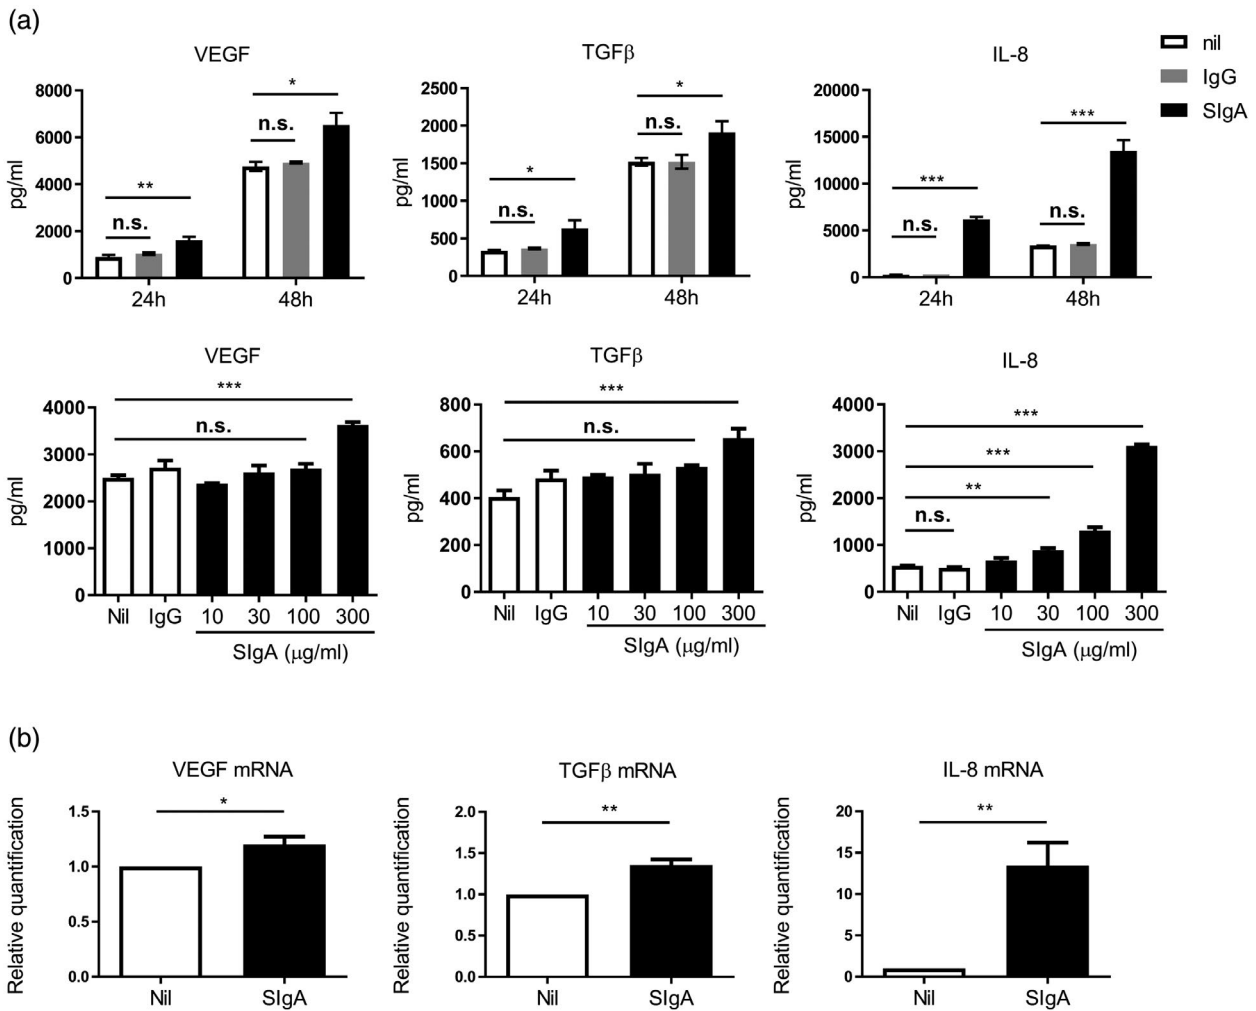 (a)
VEGF
TGFβ
IL-8
nil
IgG
SIgA
8000
6000
4000
2000
0
pg/ml
**
n.s.
*
n.s.
24h
48h
2500
2000
1500
1000
500
0
pg/ml
*
n.s.
*
n.s.
24h
48h
20000
15000
10000
5000
0
pg/ml
***
n.s.
***
n.s.
24h
48h
VEGF
***
n.s.
4000
3000
2000
1000
0
pg/ml
Nil IgG 10 30 100 300
SIgA (μg/ml)
TGFβ
***
n.s.
800
600
400
200
0
pg/ml
Nil IgG 10 30 100 300
SIgA (μg/ml)
IL-8
***
***
**
n.s.
4000
3000
2000
1000
0
pg/ml
Nil IgG 10 30 100 300
SIgA (μg/ml)
(b)
VEGF mRNA
*
1.5
1.0
0.5
0.0
Relative quantification
Nil SIgA
TGFβ mRNA
**
2.0
1.5
1.0
0.5
0.0
Relative quantification
Nil SIgA
IL-8 mRNA
**
20
15
10
5
0
Relative quantification
Nil SIgA